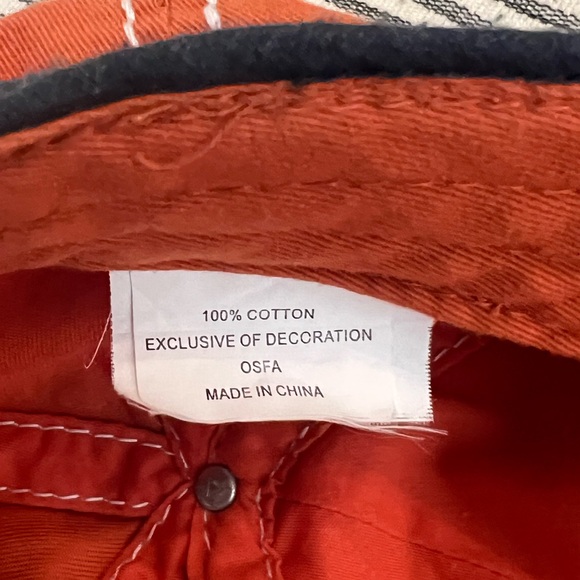 100% COTTON
EXCLUSIVE OF DECORATION
OSFA
MADE IN CHINA